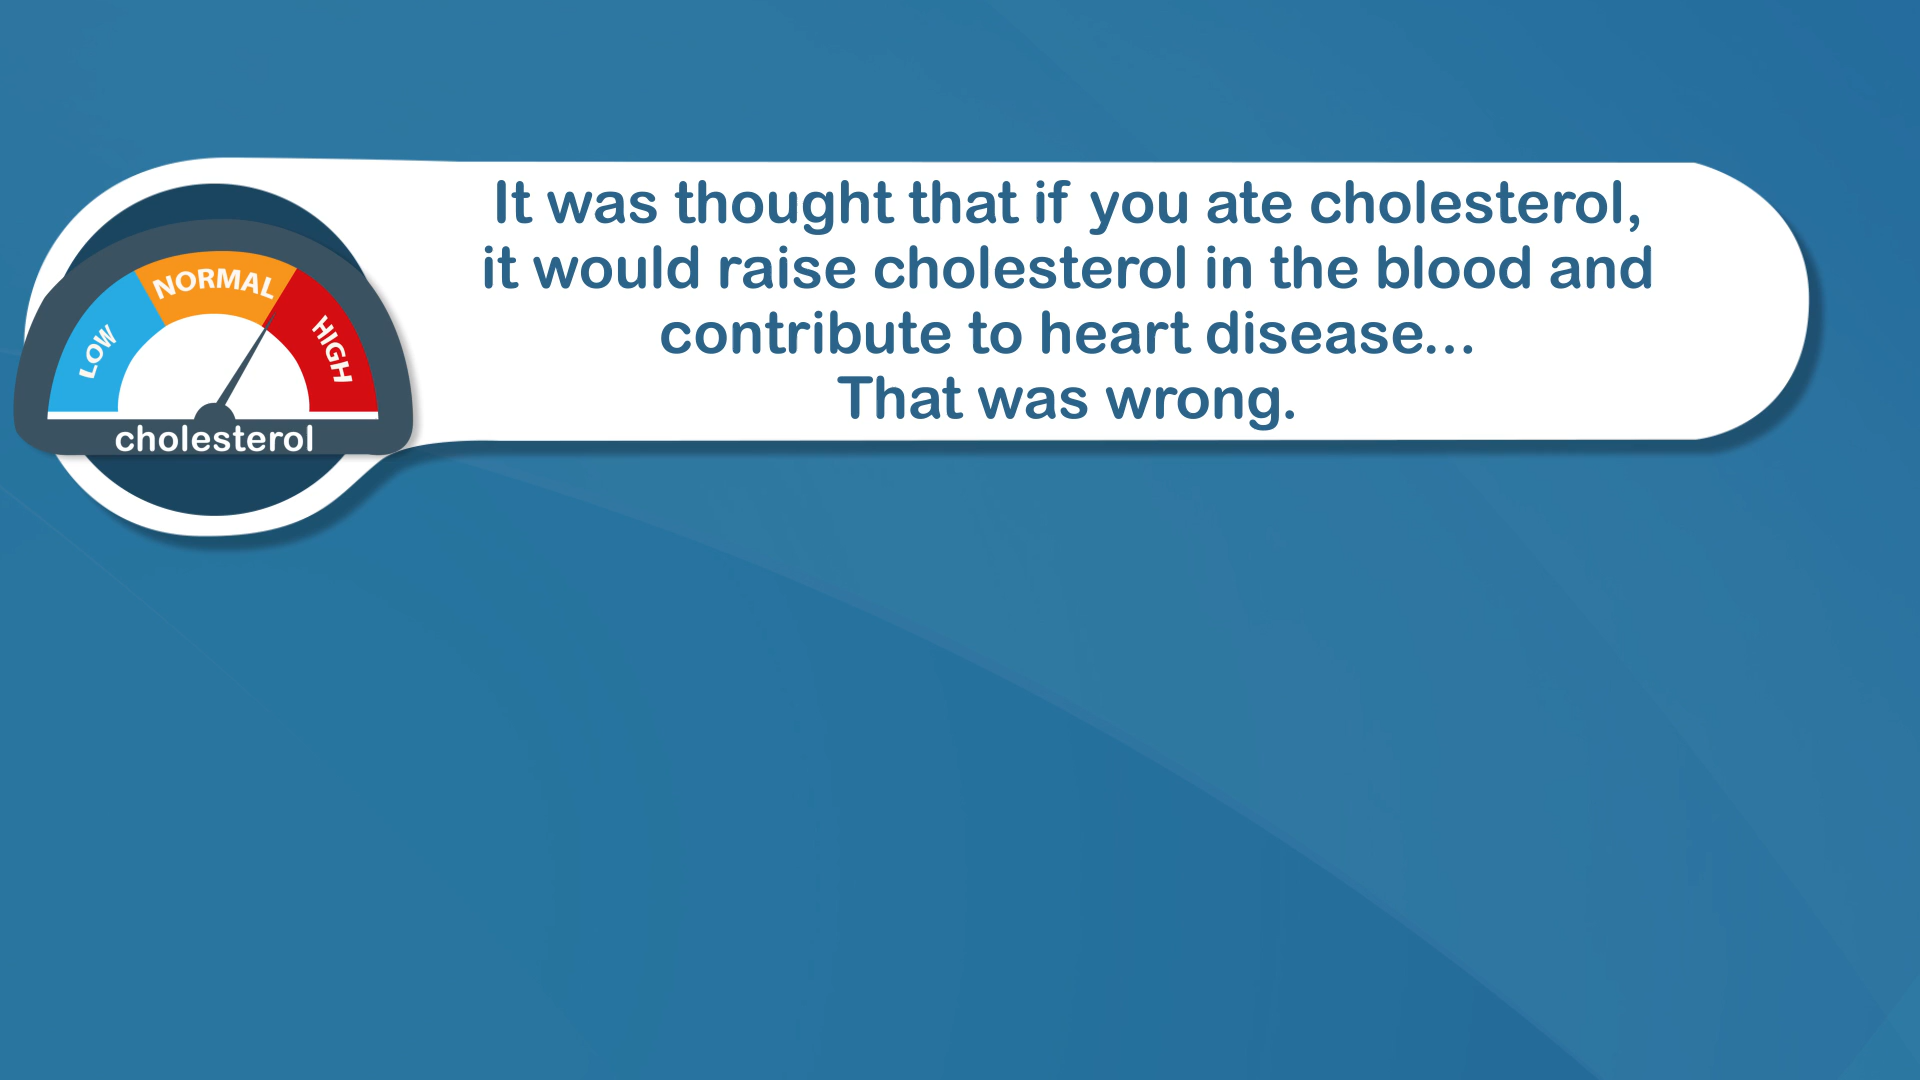 It was thought that if you ate cholesterol,
it would raise cholesterol in the blood and
contribute to heart disease...
That was wrong.
LOW
NORMAL
HIGH
cholesterol